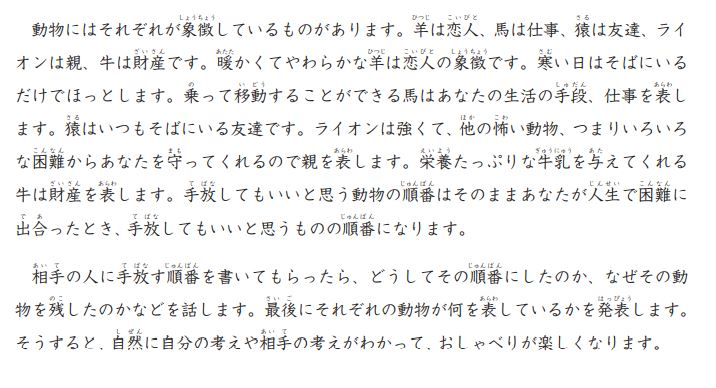 動物にはそれぞれが象徴しているものがあります。羊は恋人、馬は仕事、猿は友達、ライ
オンは親、牛は財産です。暖かくてやわらかな羊は恋人の象徴です。寒い日はそばにいる
だけでほっとします。乗って移動することができる馬はあなたの生活の手段、仕事を表し
ます。猿はいつもそばにいる友達です。ライオンは強くて、他の怖い動物、つまりいろいろ
な困難からあなたを守ってくれるので親を表します。栄養たっぷりな牛乳を与えてくれる
牛は財産を表します。手放してもいいと思う動物の順番はそのままあなたが人生で困難に
出合ったとき、手放してもいいと思うものの順番になります。
相手の人に手放す順番を書いてもらったら、どうしてその順番にしたのか、なぜその動
物を残したのかなどを話します。最後にそれぞれの動物が何を表しているかを発表します。
そうすると、自然に自分の考えや相手の考えがわかって、おしゃべりが楽しくなります。